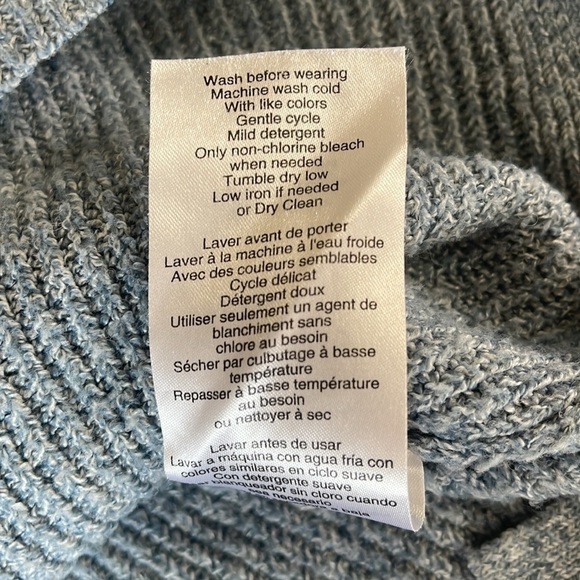 Wash before wearing
Machine wash cold
With like colors
Gentle cycle
Mild detergent
Only non-chlorine bleach
when needed
Tumble dry low
Low iron if needed
or Dry Clean
Laver avant de porter
Laver à la machine à l'eau froide
Avec des couleurs semblables
Cycle délicat
Détergent doux
Utiliser seulement un agent de
blanchiment sans
chlore au besoin
Sécher par culbutage à basse
température
Repasser à basse température
au besoin
ou nettoyer à sec
Lavar antes de usar
Lavar a máquina con agua fría con
colores similares en ciclo suave
Con detergente suave
blanqueador sin cloro cuando
sea necesario
baja